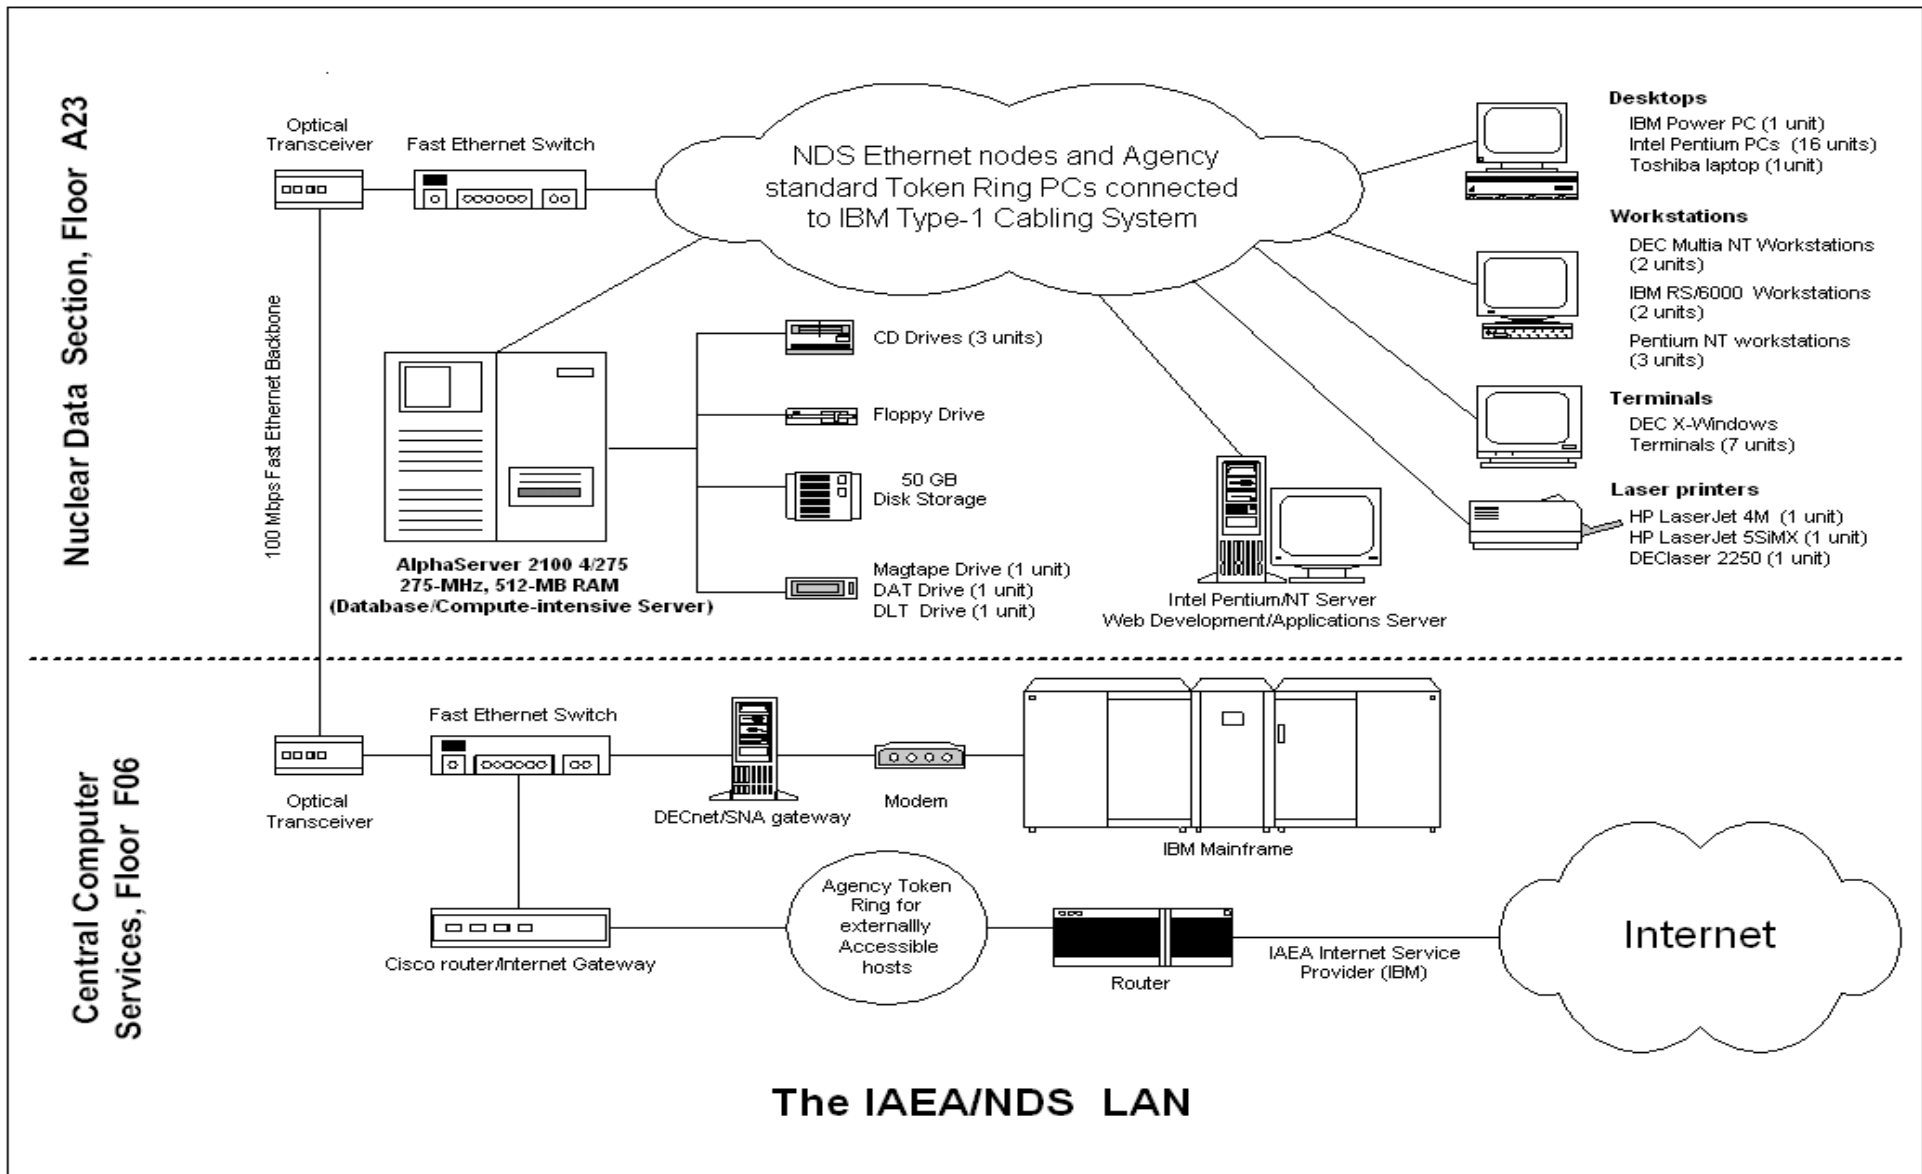 Nuclear Data Section, Floor A23
Optical
Transceiver
Fast Ethernet Switch
NDS Ethernet nodes and Agency
standard Token Ring PCs connected
to IBM Type-1 Cabling System
Desktops
IBM Power PC (1 unit)
Intel Pentium PCs (16 units)
Toshiba laptop (1unit)
Workstations
DEC Multia NT Workstations
(2 units)
IBM RS/6000 Workstations
(2 units)
Pentium NT workstations
(3 units)
Terminals
DEC X-Windows
Terminals (7 units)
Laser printers
HP LaserJet 4M (1 unit)
HP LaserJet 5SiMX (1 unit)
DEClaser 2250 (1 unit)
100 Mbps Fast Ethernet Backbone
CD Drives (3 units)
Floppy Drive
50 GB
Disk Storage
Magtape Drive (1 unit)
DAT Drive (1 unit)
DLT Drive (1 unit)
AlphaServer 2100 4/275
275-MHz, 512-MB RAM
(Database/Compute-intensive Server)
Intel Pentium/NT Server
Web Development/Applications Server
Central Computer
Services, Floor F06
Fast Ethernet Switch
Optical
Transceiver
DECnet/SNA gateway
Modem
IBM Mainframe
Cisco router/Internet Gateway
Agency Token
Ring for
externallly
Accessible
hosts
Router
IAEA Internet Service
Provider (IBM)
Internet
The IAEA/NDS LAN